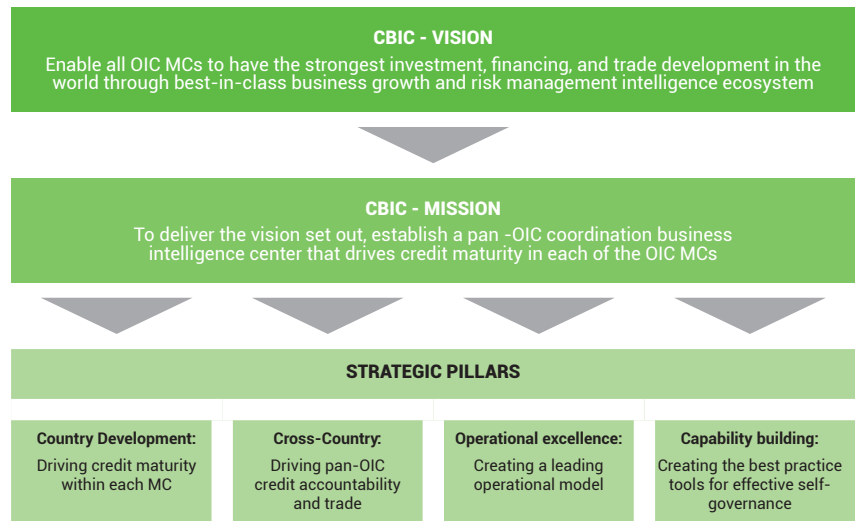 CBIC - VISION
Enable all OIC MCs to have the strongest investment, financing, and trade development in the
world through best-in-class business growth and risk management intelligence ecosystem
CBIC - MISSION
To deliver the vision set out, establish a pan -OIC coordination business
intelligence center that drives credit maturity in each of the OIC MCs
STRATEGIC PILLARS
Country Development:
Driving credit maturity
within each MC
Cross-Country:
Driving pan-OIC
credit accountability
and trade
Operational excellence:
Creating a leading
operational model
Capability building:
Creating the best practice
tools for effective self-
governance